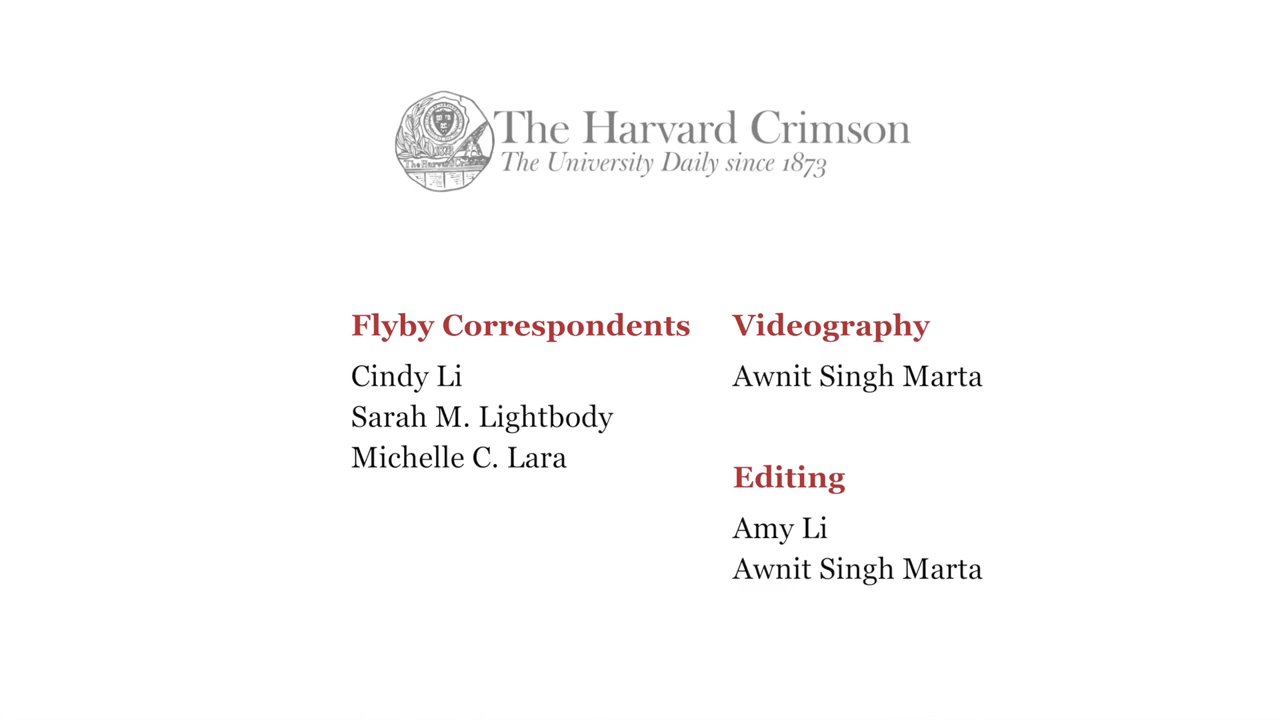 The Harvard Crimson
The University Daily since 1873
Flyby Correspondents
Cindy Li
Sarah M. Lightbody
Michelle C. Lara
Videography
Awnit Singh Marta
Editing
Amy Li
Awnit Singh Marta